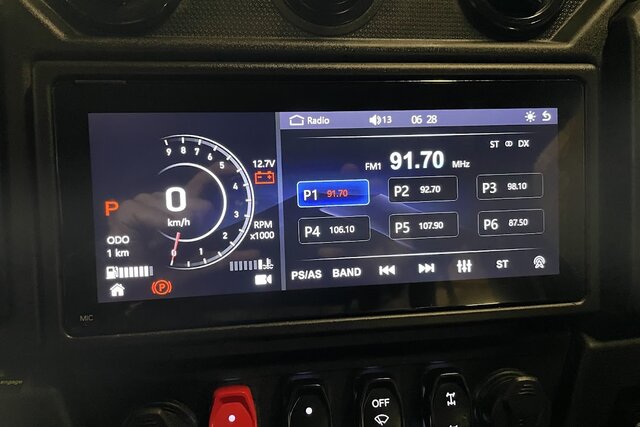 Radio 13 06 28
ST DX
FM1 91.70 MHz
P1 91.70 P2 92.70 P3 98.10
P4 106.10 P5 107.90 P6 87.50
PS/AS BAND ST
9 8 7 6 5 4 3 2 1 0
12.7V
0
km/h
P
RPM
x1000
ODO
1 km
(P)
MIC
engage
OFF